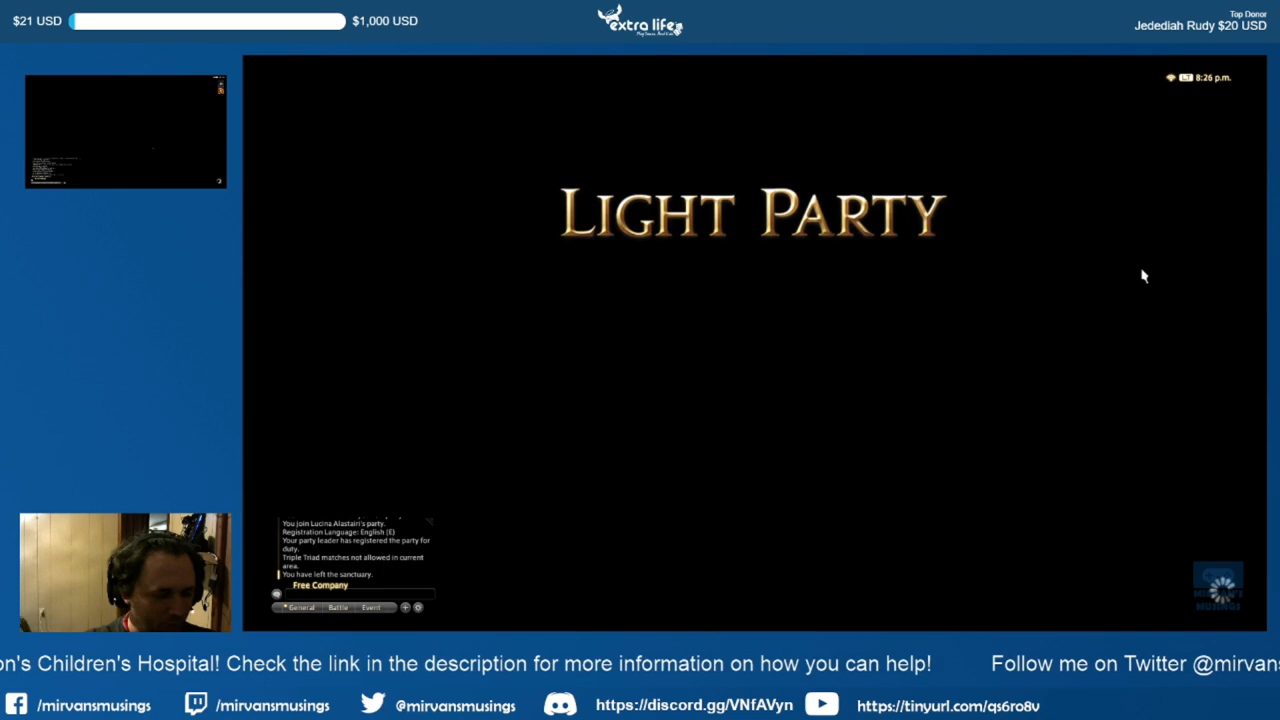 $21 USD
$1,000 USD
extra life
Top Donor
Jedediah Rudy $20 USD
LT 8:26 p.m.
LIGHT PARTY
You join Lucina Alastairi's party.
Registration Language: English (E)
Your party leader has registered the party for
duty.
Triple Triad matches not allowed in current
area.
You have left the sanctuary.
Free Company
General Battle Event
MIRVAN'S
MUSINGS
on's Children's Hospital! Check the link in the description for more information on how you can help!
Follow me on Twitter @mirvans
/mirvansmusings
/mirvansmusings
@mirvansmusings
https://discord.gg/VNfAVyn
https://tinyurl.com/qs6ro8v